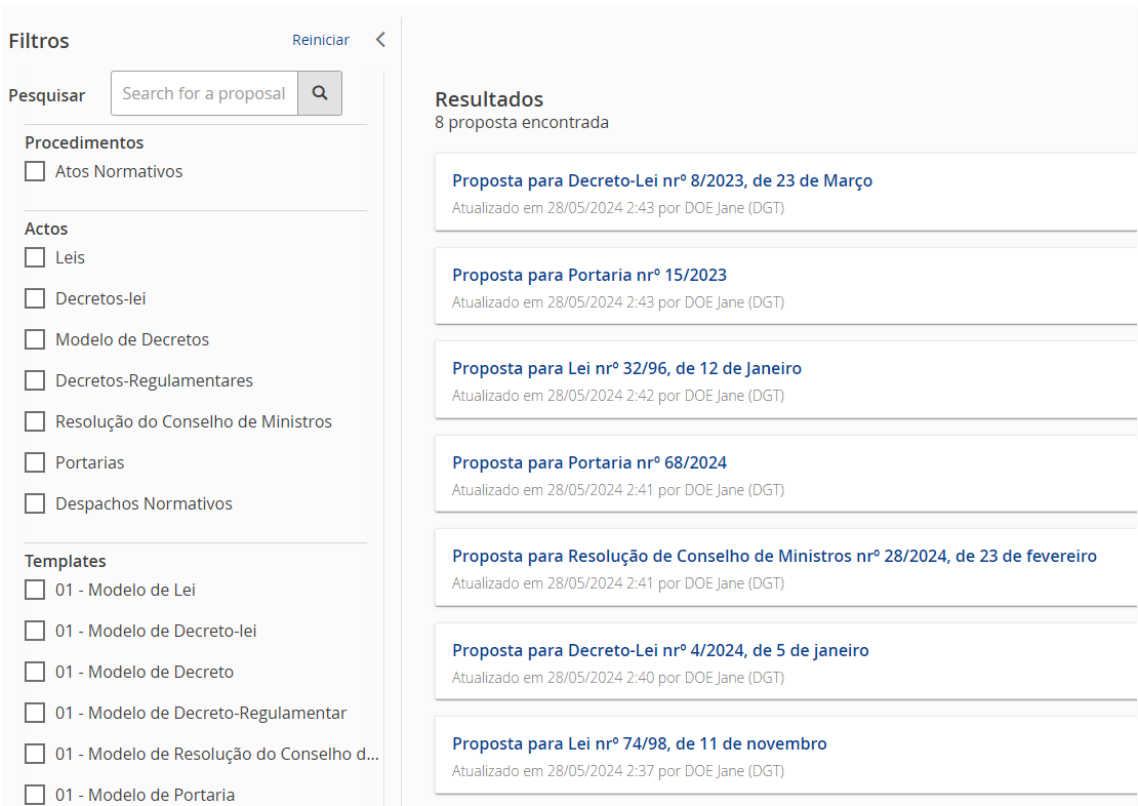 Filtros
Reiniciar
Pesquisar
Search for a proposal
Procedimentos
Atos Normativos
Actos
Leis
Decretos-lei
Modelo de Decretos
Decretos-Regulamentares
Resolução do Conselho de Ministros
Portarias
Despachos Normativos
Templates
01 - Modelo de Lei
01 - Modelo de Decreto-lei
01 - Modelo de Decreto
01 - Modelo de Decreto-Regulamentar
01 - Modelo de Resolução do Conselho d...
01 - Modelo de Portaria
Resultados
8 proposta encontrada
Proposta para Decreto-Lei nrº 8/2023, de 23 de Março
Atualizado em 28/05/2024 2:43 por DOE Jane (DGT)
Proposta para Portaria nrº 15/2023
Atualizado em 28/05/2024 2:43 por DOE Jane (DGT)
Proposta para Lei nrº 32/96, de 12 de Janeiro
Atualizado em 28/05/2024 2:42 por DOE Jane (DGT)
Proposta para Portaria nrº 68/2024
Atualizado em 28/05/2024 2:41 por DOE Jane (DGT)
Proposta para Resolução de Conselho de Ministros nrº 28/2024, de 23 de fevereiro
Atualizado em 28/05/2024 2:41 por DOE Jane (DGT)
Proposta para Decreto-Lei nrº 4/2024, de 5 de janeiro
Atualizado em 28/05/2024 2:40 por DOE Jane (DGT)
Proposta para Lei nrº 74/98, de 11 de novembro
Atualizado em 28/05/2024 2:37 por DOE Jane (DGT)